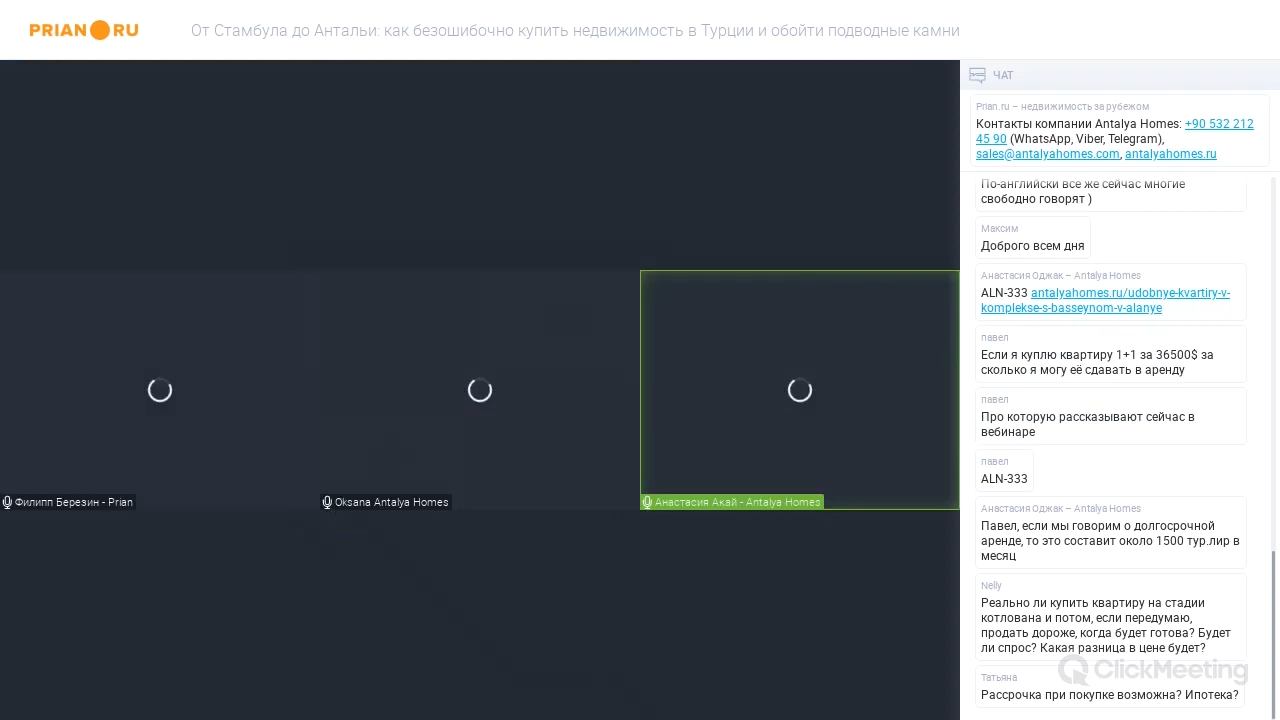 PRIAN RU
От Стамбула до Антальи: как безошибочно купить недвижимость в Турции и обойти подводные камни
ЧАТ
Prian.ru – недвижимость за рубежом
Контакты компании Antalya Homes: +90 532 212
45 90 (WhatsApp, Viber, Telegram),
sales@antalyahomes.com, antalyahomes.ru
По-английски все же сейчас многие
свободно говорят )
Максим
Доброго всем дня
Анастасия Оджак – Antalya Homes
ALN-333 antalyahomes.ru/udobnye-kvartiry-v-
komplekse-s-basseynom-v-alanye
павел
Если я куплю квартиру 1+1 за 36500$ за
сколько я могу её сдавать в аренду
павел
Про которую рассказывают сейчас в
вебинаре
павел
ALN-333
Анастасия Оджак – Antalya Homes
Павел, если мы говорим о долгосрочной
аренде, то это составит около 1500 тур.лир в
месяц
Nelly
Реально ли купить квартиру на стадии
котлована и потом, если передумаю,
продать дороже, когда будет готова? Будет
ли спрос? Какая разница в цене будет?
Татьяна
Рассрочка при покупке возможна? Ипотека?
ClickMeeting
Филипп Березин - Prian
Oksana Antalya Homes
Анастасия Акай - Antalya Homes